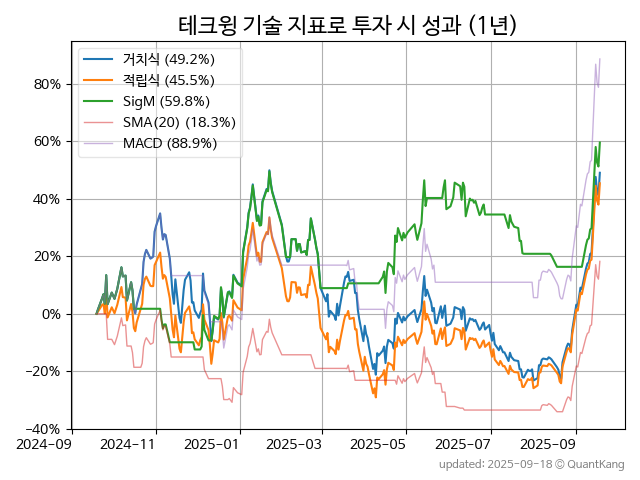 테크윙 기술 지표로 투자 시 성과 (1년)
거치식 (49.2%)
적립식 (45.5%)
SigM (59.8%)
SMA(20) (18.3%)
MACD (88.9%)
80%
60%
40%
20%
0%
−20%
−40%
2024-09 2024-11 2025-01 2025-03 2025-05 2025-07 2025-09
updated: 2025-09-18 © QuantKang